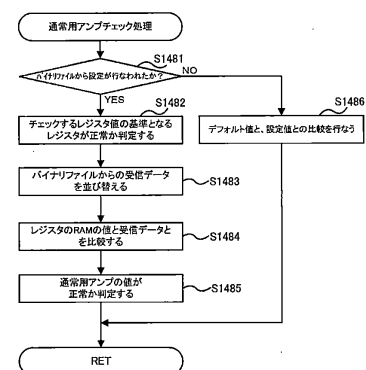 通常用アンプチェック処理
S1481
バイナリファイルから設定が行なわれたか?
NO
YES
S1482
チェックするレジスタ値の基準となる
レジスタが正常か判定する
S1486
デフォルト値と、設定値との比較を行なう
バイナリファイルからの受信データ
を並び替える
S1483
レジスタのRAMの値と受信データと
を比較する
S1484
通常用アンプの値が
正常か判定する
S1485
RET